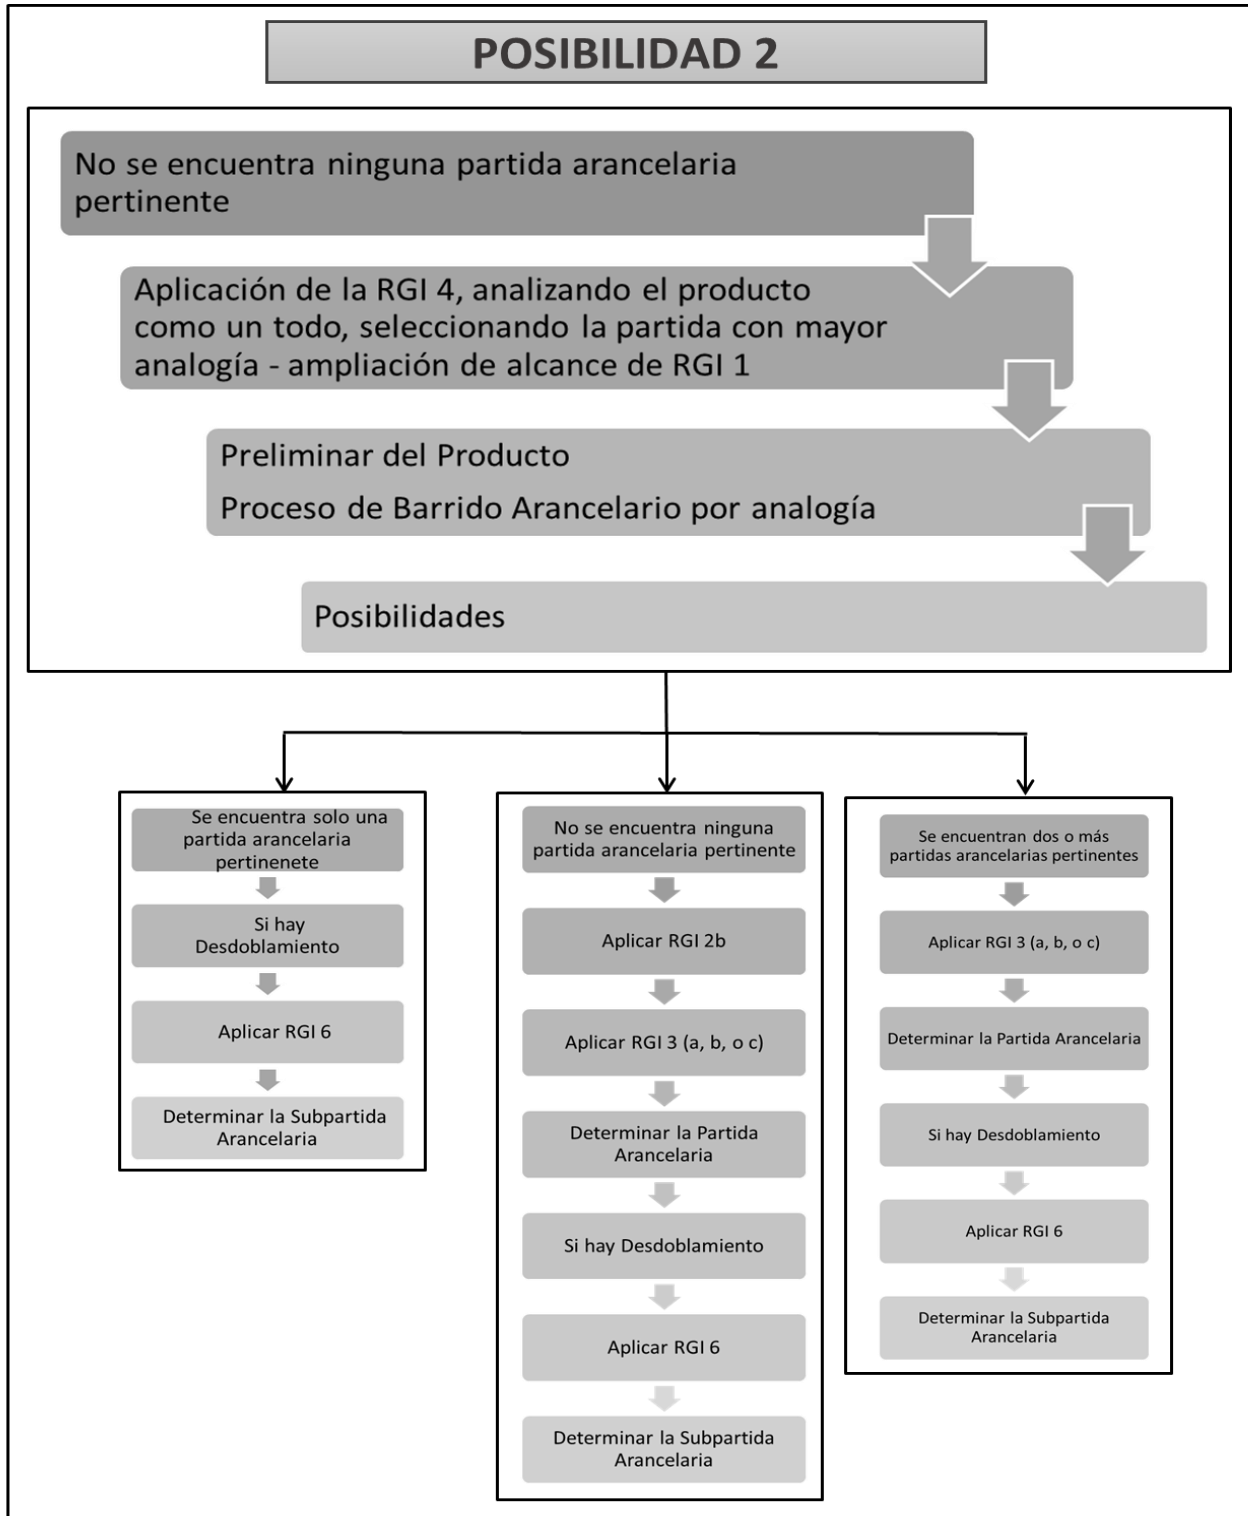 POSIBILIDAD 2
No se encuentra ninguna partida arancelaria
pertinente
Aplicación de la RGI 4, analizando el producto
como un todo, seleccionando la partida con mayor
analogía - ampliación de alcance de RGI 1
Preliminar del Producto
Proceso de Barrido Arancelario por analogía
Posibilidades
Se encuentra solo una
partida arancelaria
pertinenete
Si hay
Desdoblamiento
Aplicar RGI 6
Determinar la Subpartida
Arancelaria
No se encuentra ninguna
partida arancelaria pertinente
Aplicar RGI 2b
Aplicar RGI 3 (a, b, o c)
Determinar la Partida
Arancelaria
Si hay Desdoblamiento
Aplicar RGI 6
Determinar la Subpartida
Arancelaria
Se encuentran dos o más
partidas arancelarias pertinentes
Aplicar RGI 3 (a, b, o c)
Determinar la Partida Arancelaria
Si hay Desdoblamiento
Aplicar RGI 6
Determinar la Subpartida
Arancelaria